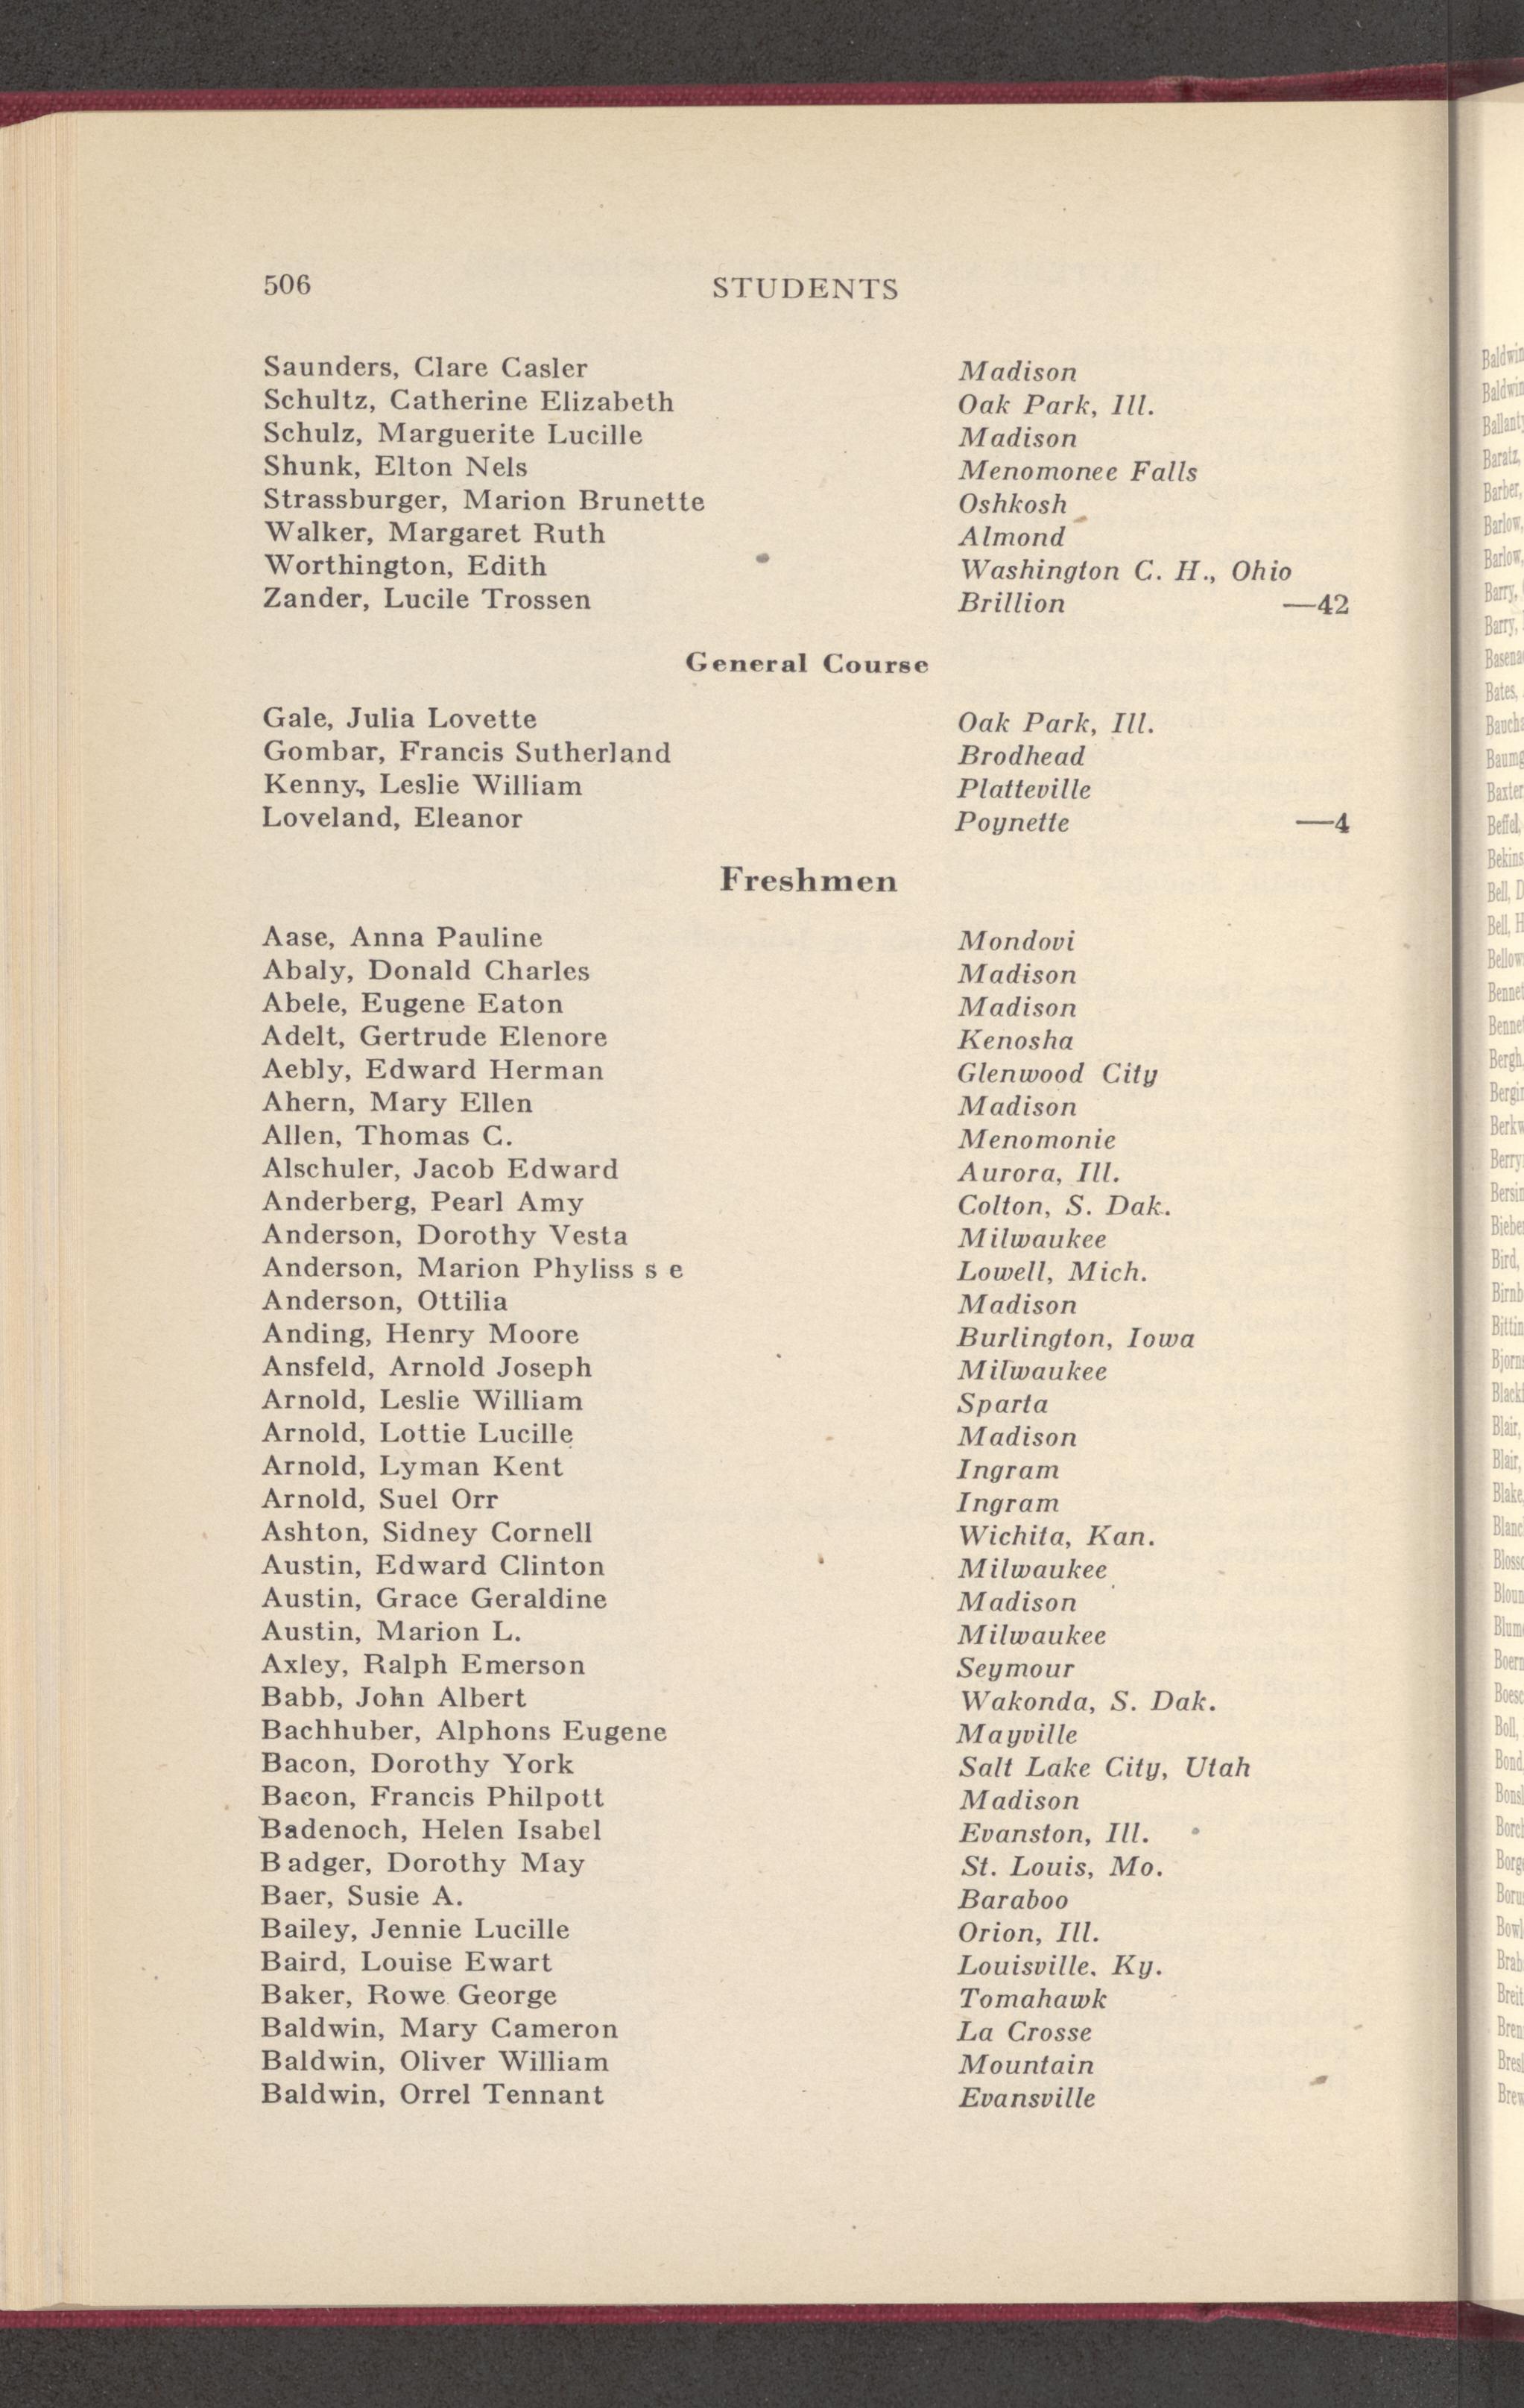 506 STUDENTS
Saunders, Clare Casler Madison
Schultz, Catherine Elizabeth Oak Park, Ill.
Schulz, Marguerite Lucille Madison
Shunk, Elton Nels Menomonee Falls
Strassburger, Marion Brunette Oshkosh
Walker, Margaret Ruth Almond
Worthington, Edith Washington C. H., Ohio
Zander, Lucile Trossen Brillion —42
General Course
Gale, Julia Lovette Oak Park, Ill.
Gombar, Francis Sutherland Brodhead
Kenny, Leslie William Platteville
Loveland, Eleanor Poynette —4
Freshmen
Aase, Anna Pauline Mondovi
Abaly, Donald Charles Madison
Abele, Eugene Eaton Madison
Adelt, Gertrude Elenore Kenosha
Aebly, Edward Herman Glenwood City
Ahern, Mary Ellen Madison
Allen, Thomas C. Menomonie
Alschuler, Jacob Edward Aurora, Ill.
Anderberg, Pearl Amy Colton, S. Dak.
Anderson, Dorothy Vesta Milwaukee
Anderson, Marion Phyliss s e Lowell, Mich.
Anderson, Ottilia Madison
Anding, Henry Moore Burlington, Iowa
Ansfeld, Arnold Joseph Milwaukee
Arnold, Leslie William Sparta
Arnold, Lottie Lucille Madison
Arnold, Lyman Kent Ingram
Arnold, Suel Orr Ingram
Ashton, Sidney Cornell Wichita, Kan.
Austin, Edward Clinton Milwaukee
Austin, Grace Geraldine Madison
Austin, Marion L. Milwaukee
Axley, Ralph Emerson Seymour
Babb, John Albert Wakonda, S. Dak.
Bachhuber, Alphons Eugene Mayville
Bacon, Dorothy York Salt Lake City, Utah
Bacon, Francis Philpott Madison
Badenoch, Helen Isabel Evanston, Ill.
Badger, Dorothy May St. Louis, Mo.
Baer, Susie A. Baraboo
Bailey, Jennie Lucille Orion, Ill.
Baird, Louise Ewart Louisville. Ky.
Baker, Rowe George Tomahawk
Baldwin, Mary Cameron La Crosse
Baldwin, Oliver William Mountain
Baldwin, Orrel Tennant Evansville